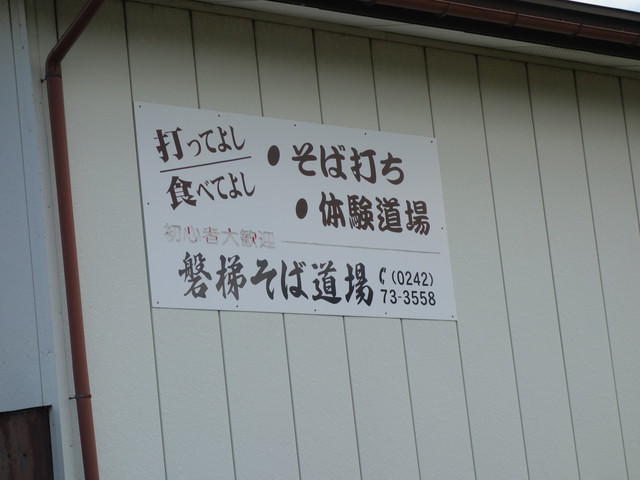 打ってよし
食べてよし
●そば打ち
●体験道場
初心者大歓迎
磐梯そば道場
(0242)
73-3558